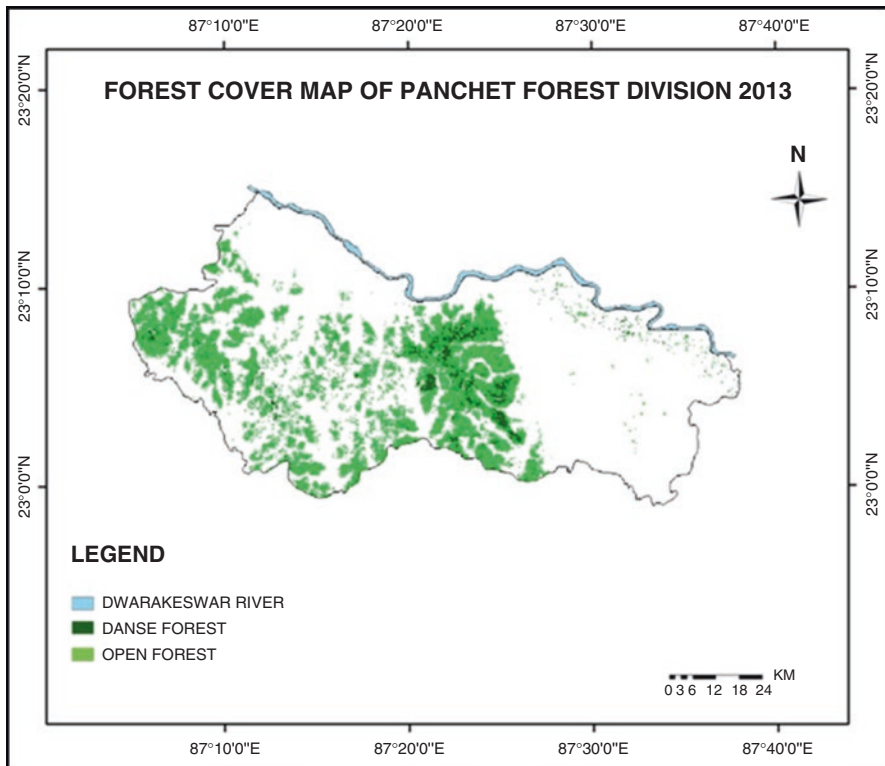 87°10'0"E 87°20'0"E 87°30'0"E 87°40'0"E
23°20'0"N 23°20'0"N
FOREST COVER MAP OF PANCHET FOREST DIVISION 2013
N
23°10'0"N 23°10'0"N
23°0'0"N 23°0'0"N
LEGEND
DWARAKESWAR RIVER
DANSE FOREST
OPEN FOREST
KM
0 3 6 12 18 24
87°10'0"E 87°20'0"E 87°30'0"E 87°40'0"E